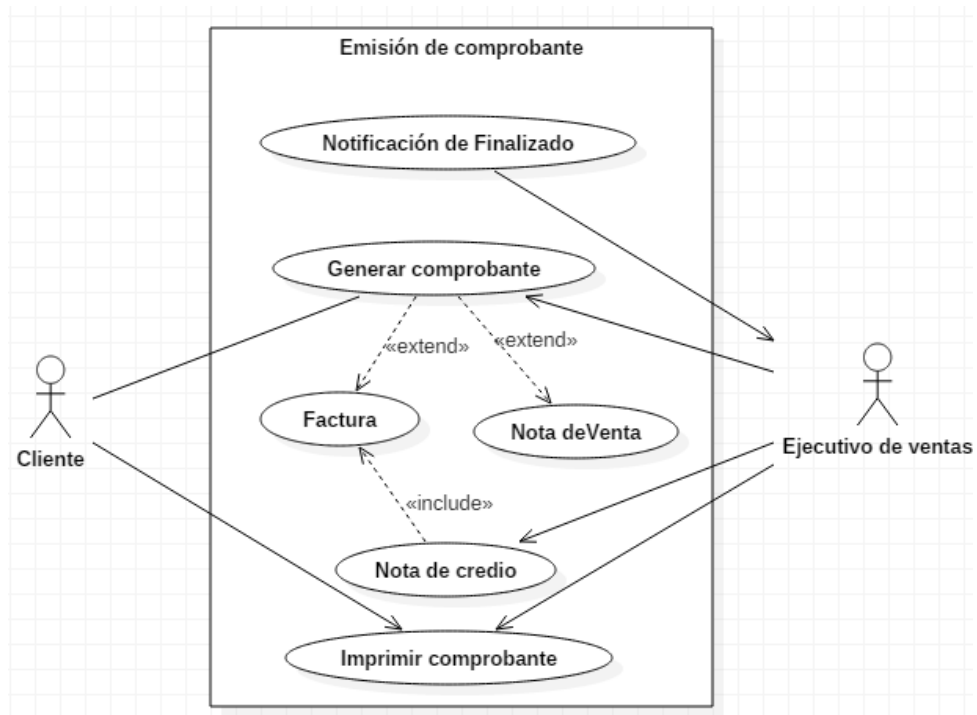 Emisión de comprobante
Notificación de Finalizado
Generar comprobante
«extend»
«extend»
Factura
Nota deVenta
Cliente
Ejecutivo de ventas
«include»
Nota de credio
Imprimir comprobante